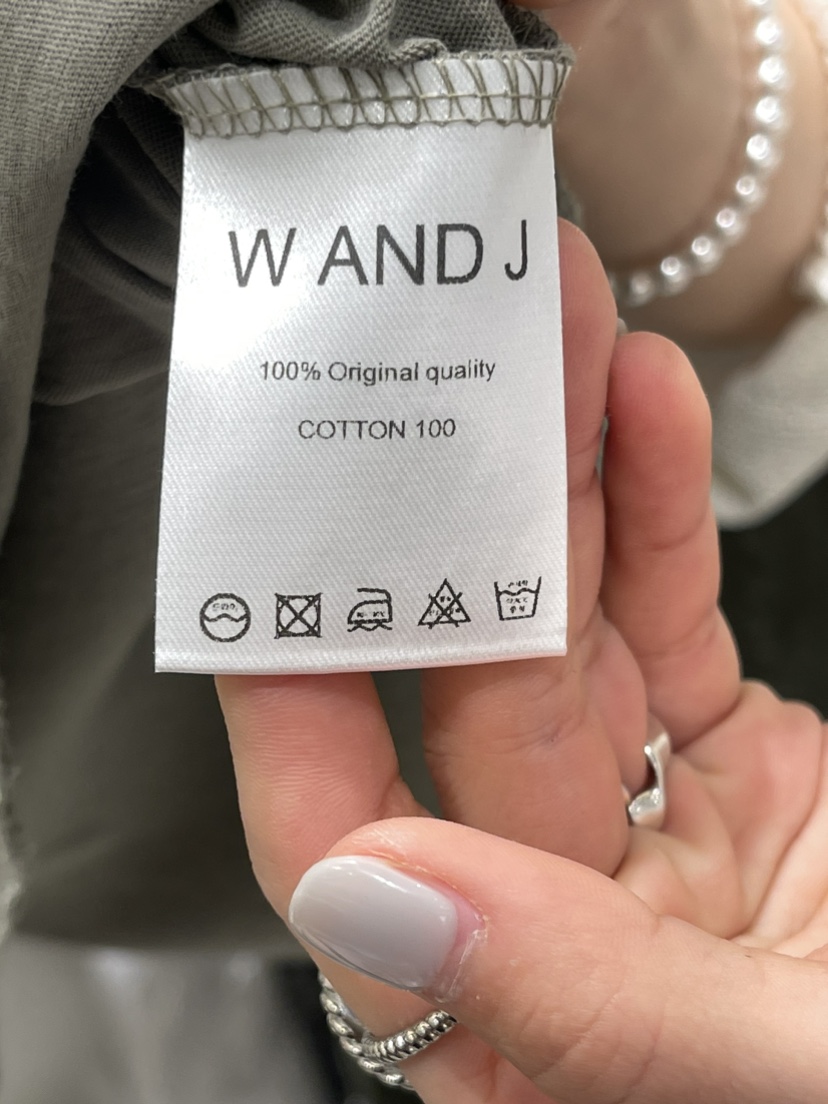 W AND J
100% Original quality
COTTON 100